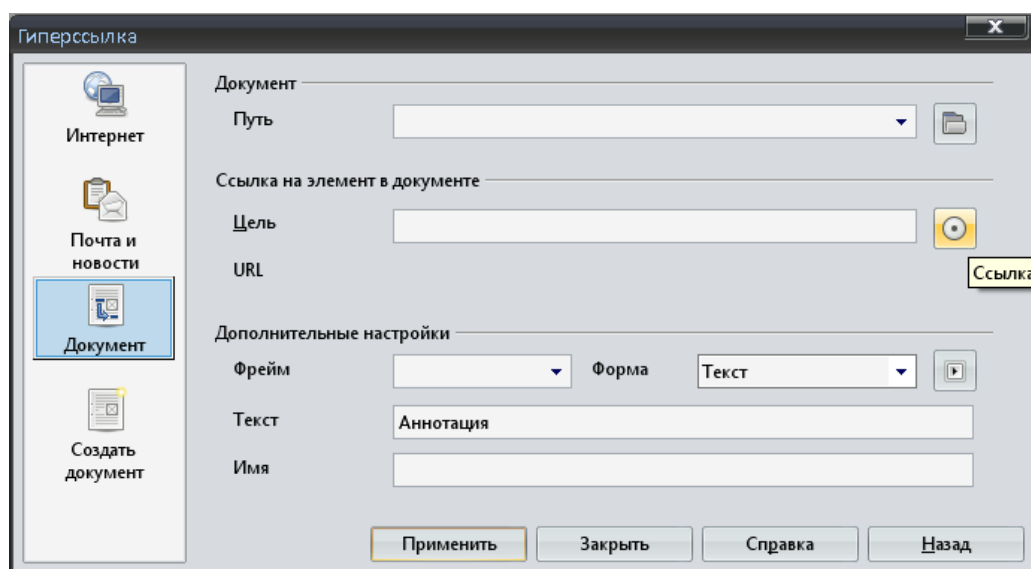 Гиперссылка
x
Интернет
Почта и
новости
Документ
Создать
документ
Документ
Путь
Ссылка на элемент в документе
Цель
URL
Ссылка
Дополнительные настройки
Фрейм
Форма
Текст
Текст
Аннотация
Имя
Применить
Закрыть
Справка
Назад